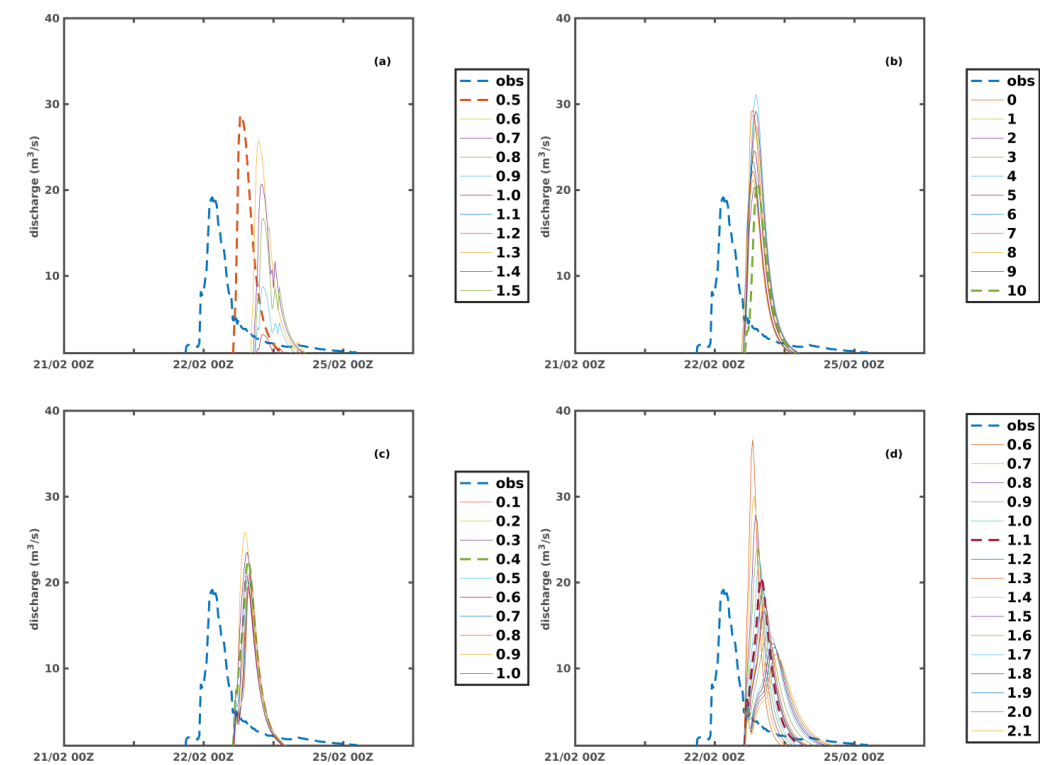 40
30
20
10
discharge (m³/s)
21/02 00Z
22/02 00Z
25/02 00Z
(a)
obs
0.5
0.6
0.7
0.8
0.9
1.0
1.1
1.2
1.3
1.4
1.5
40
30
20
10
discharge (m³/s)
21/02 00Z
22/02 00Z
25/02 00Z
(b)
obs
0
1
2
3
4
5
6
7
8
9
10
40
30
20
10
discharge (m³/s)
21/02 00Z
22/02 00Z
25/02 00Z
(c)
obs
0.1
0.2
0.3
0.4
0.5
0.6
0.7
0.8
0.9
1.0
40
30
20
10
discharge (m³/s)
21/02 00Z
22/02 00Z
25/02 00Z
(d)
obs
0.6
0.7
0.8
0.9
1.0
1.1
1.2
1.3
1.4
1.5
1.6
1.7
1.8
1.9
2.0
2.1